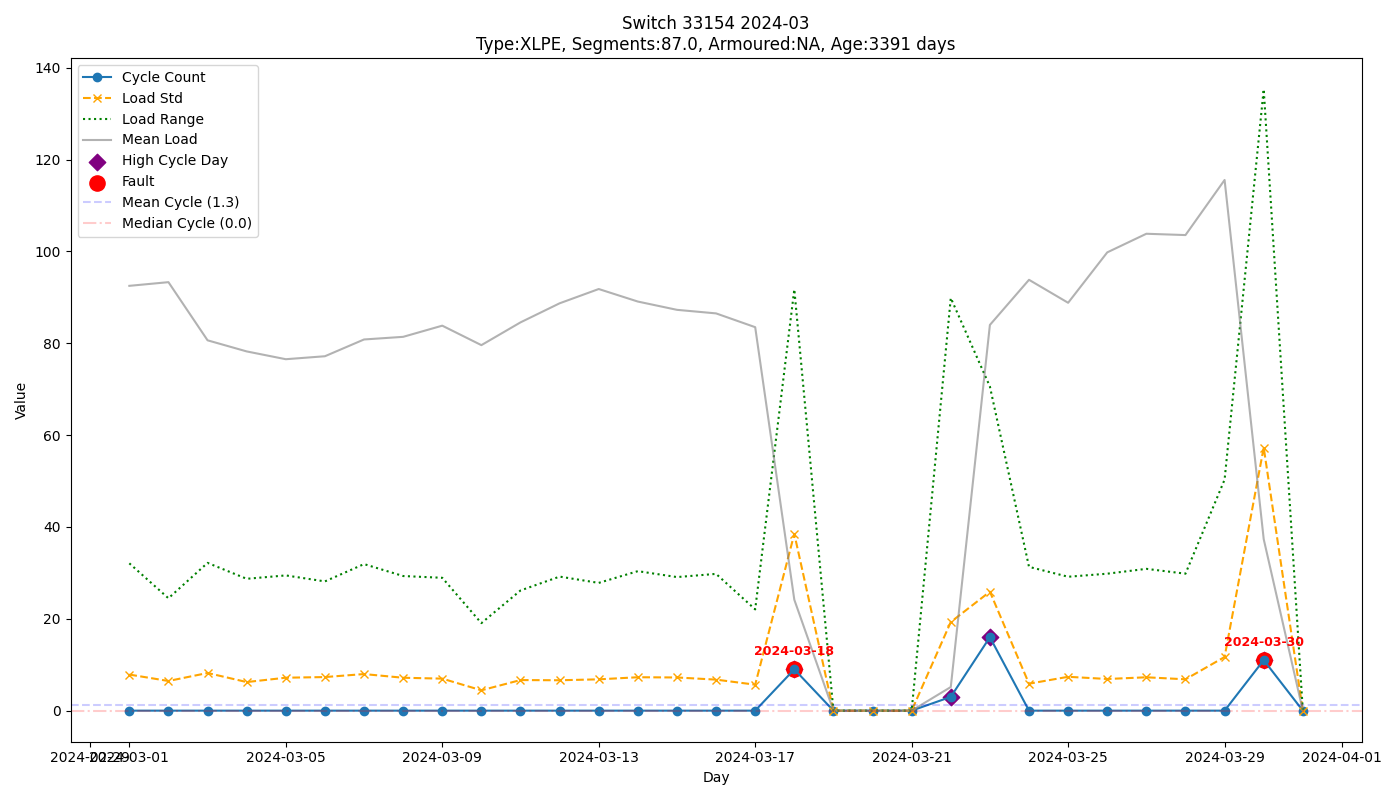 Switch 33154 2024-03
Type:XLPE, Segments:87.0, Armoured:NA, Age:3391 days
Cycle Count
Load Std
Load Range
Mean Load
High Cycle Day
Fault
Mean Cycle (1.3)
Median Cycle (0.0)
140
120
100
80
60
40
20
0
Value
2024-03-18
2024-03-30
2024-02-29
2024-03-01
2024-03-05
2024-03-09
2024-03-13
2024-03-17
2024-03-21
2024-03-25
2024-03-29
2024-04-01
Day